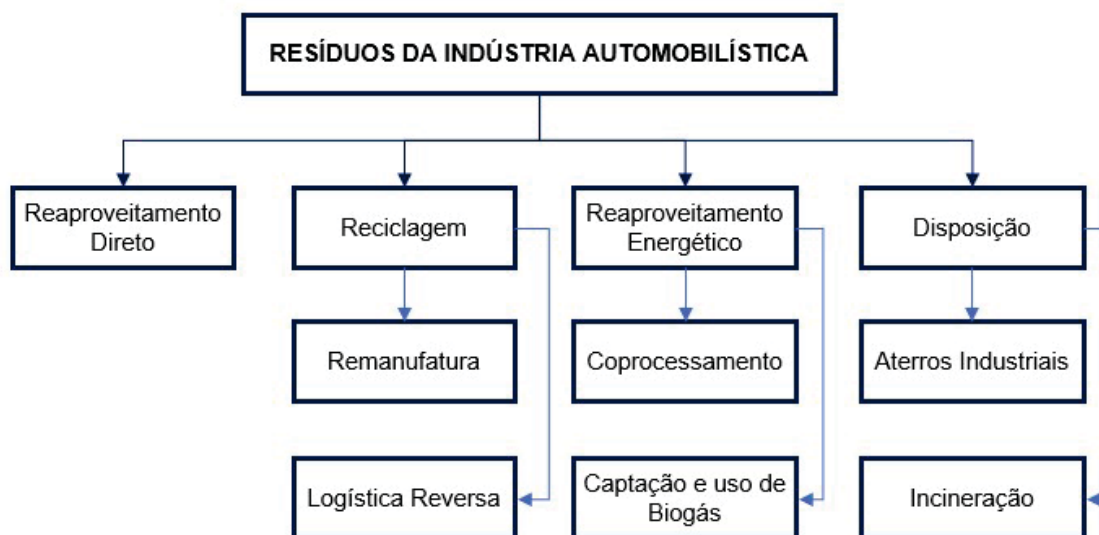 RESÍDUOS DA INDÚSTRIA AUTOMOBILÍSTICA
Reaproveitamento
Direto
Reciclagem
Reaproveitamento
Energético
Disposição
Remanufatura
Coprocessamento
Aterros Industriais
Logística Reversa
Captação e uso de
Biogás
Incineração